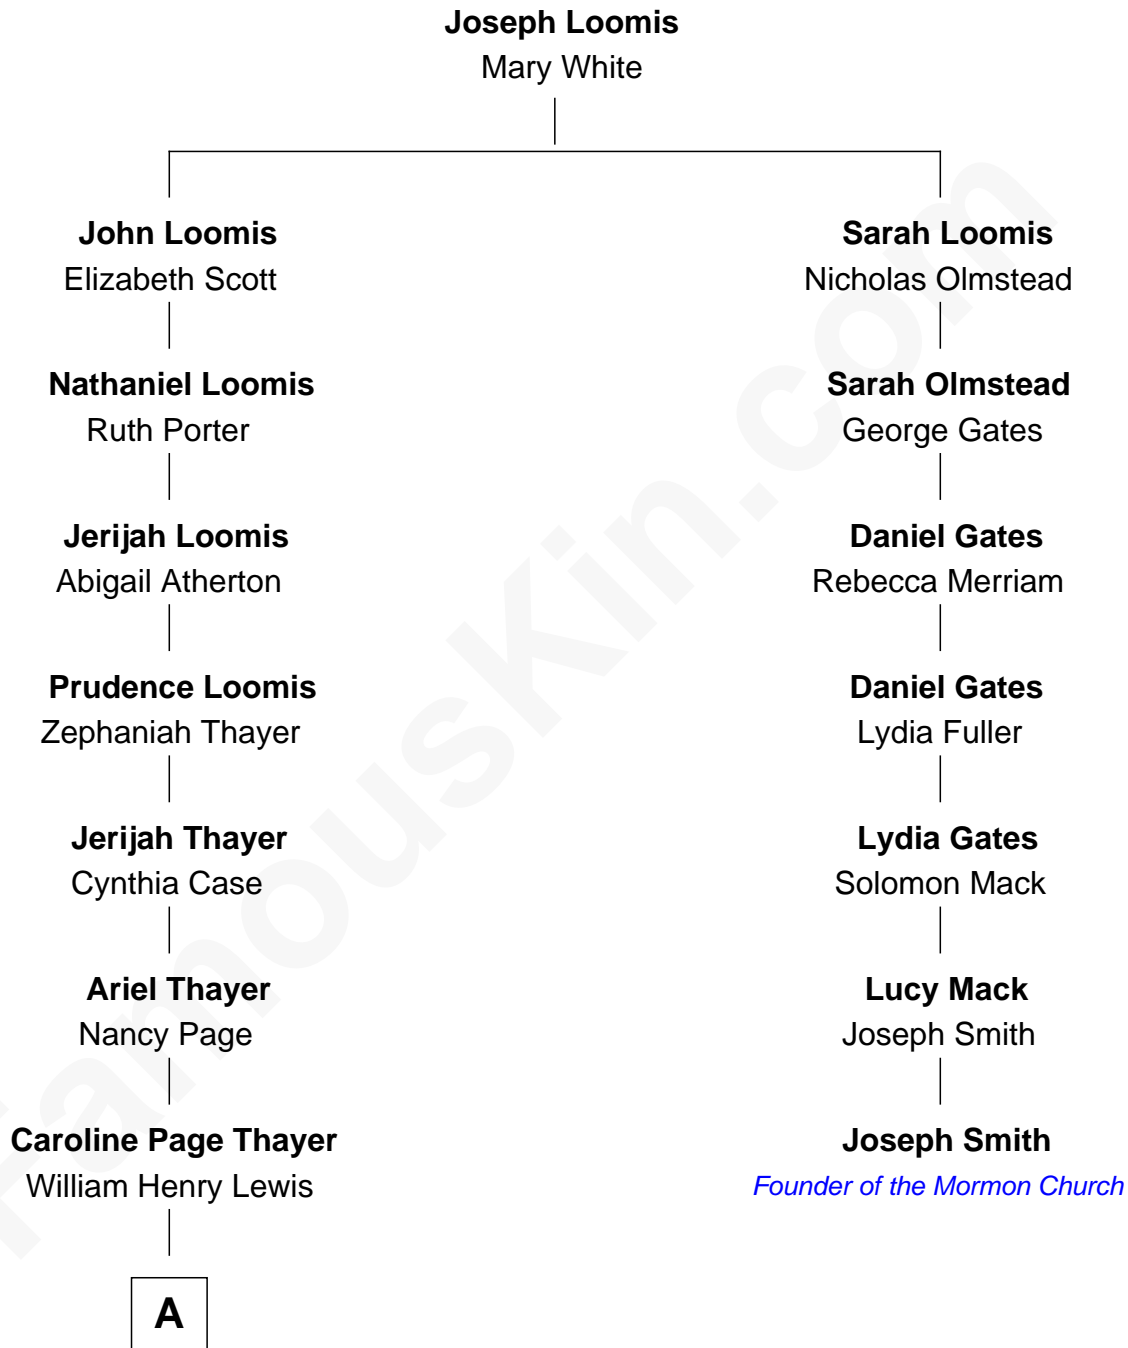 Joseph Loomis
Mary White
John Loomis
Elizabeth Scott
Nathaniel Loomis
Ruth Porter
Jerijah Loomis
Abigail Atherton
Prudence Loomis
Zephaniah Thayer
Jerijah Thayer
Cynthia Case
Ariel Thayer
Nancy Page
Caroline Page Thayer
William Henry Lewis
A
Sarah Loomis
Nicholas Olmstead
Sarah Olmstead
George Gates
Daniel Gates
Rebecca Merriam
Daniel Gates
Lydia Fuller
Lydia Gates
Solomon Mack
Lucy Mack
Joseph Smith
Joseph Smith
Founder of the Mormon Church
FamousKin.com